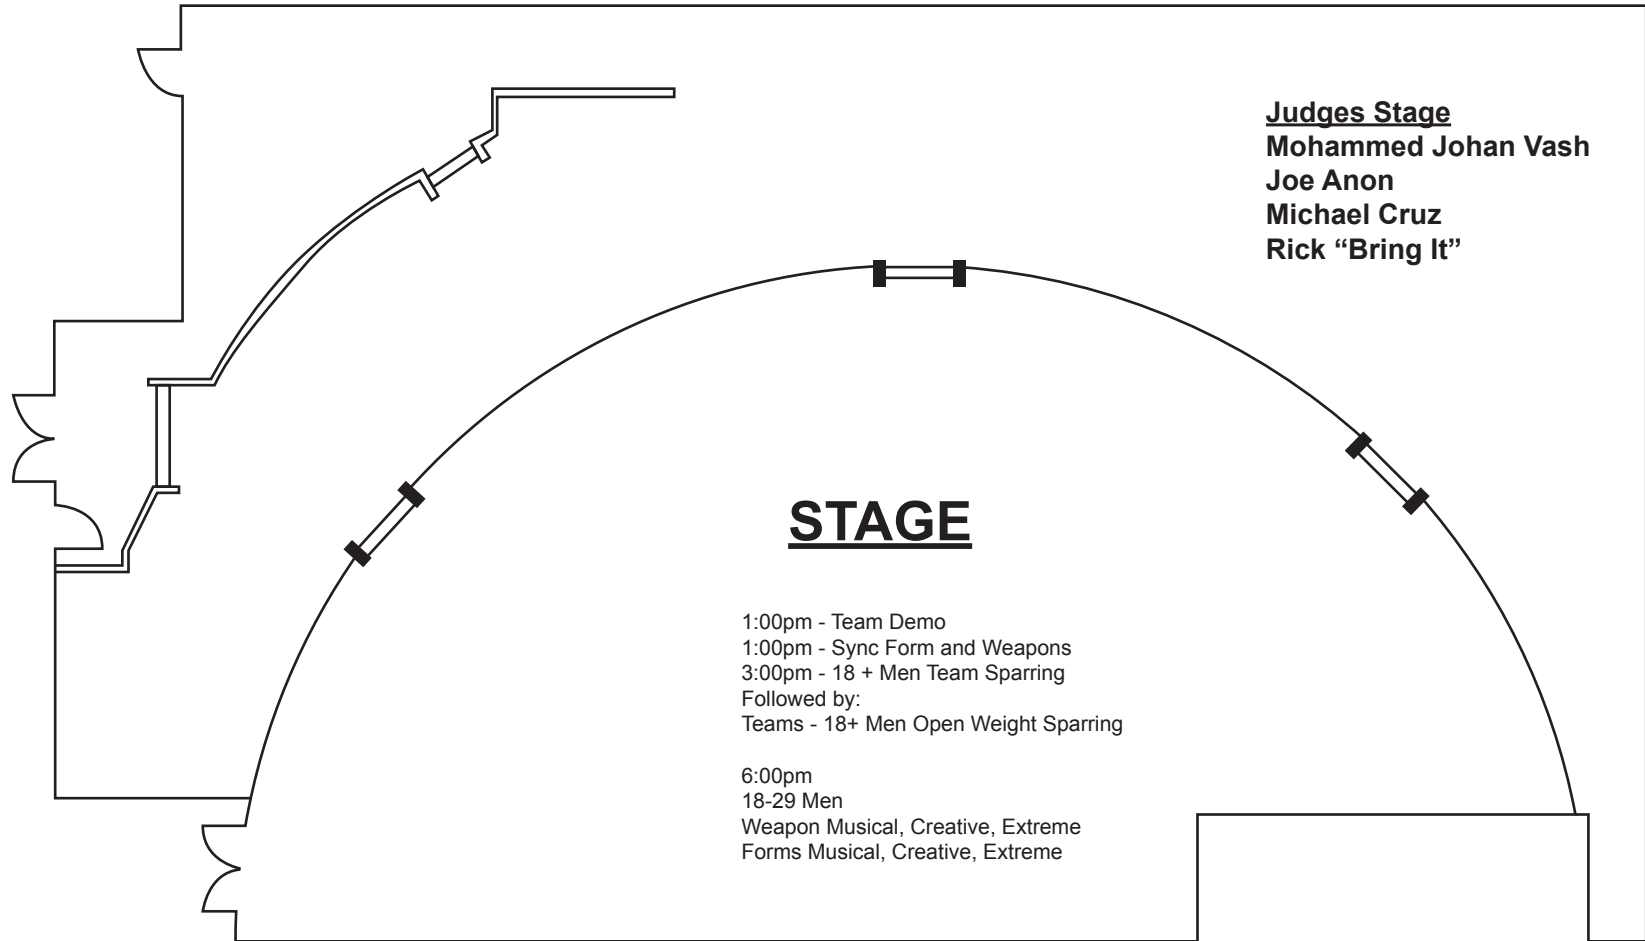 Judges Stage
Mohammed Johan Vash
Joe Anon
Michael Cruz
Rick “Bring It”
STAGE
1:00pm - Team Demo
1:00pm - Sync Form and Weapons
3:00pm - 18 + Men Team Sparring
Followed by:
Teams - 18+ Men Open Weight Sparring
6:00pm
18-29 Men
Weapon Musical, Creative, Extreme
Forms Musical, Creative, Extreme